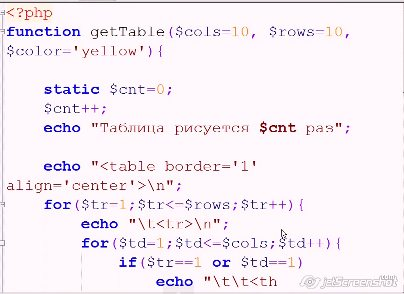 <?php
function getTable($cols=10, $rows=10,
$color='yellow'){
static $cnt=0;
$cnt++;
echo "Таблица рисуется $cnt раз";
echo "<table border='1'
align='center'>\n";
for($tr=1;$tr<=$rows;$tr++){
echo "\t<tr>\n";
for($td=1;$td<=$cols;$td++){
if($tr==1 or $td==1)
echo "\t\t<th
jetScreenshot